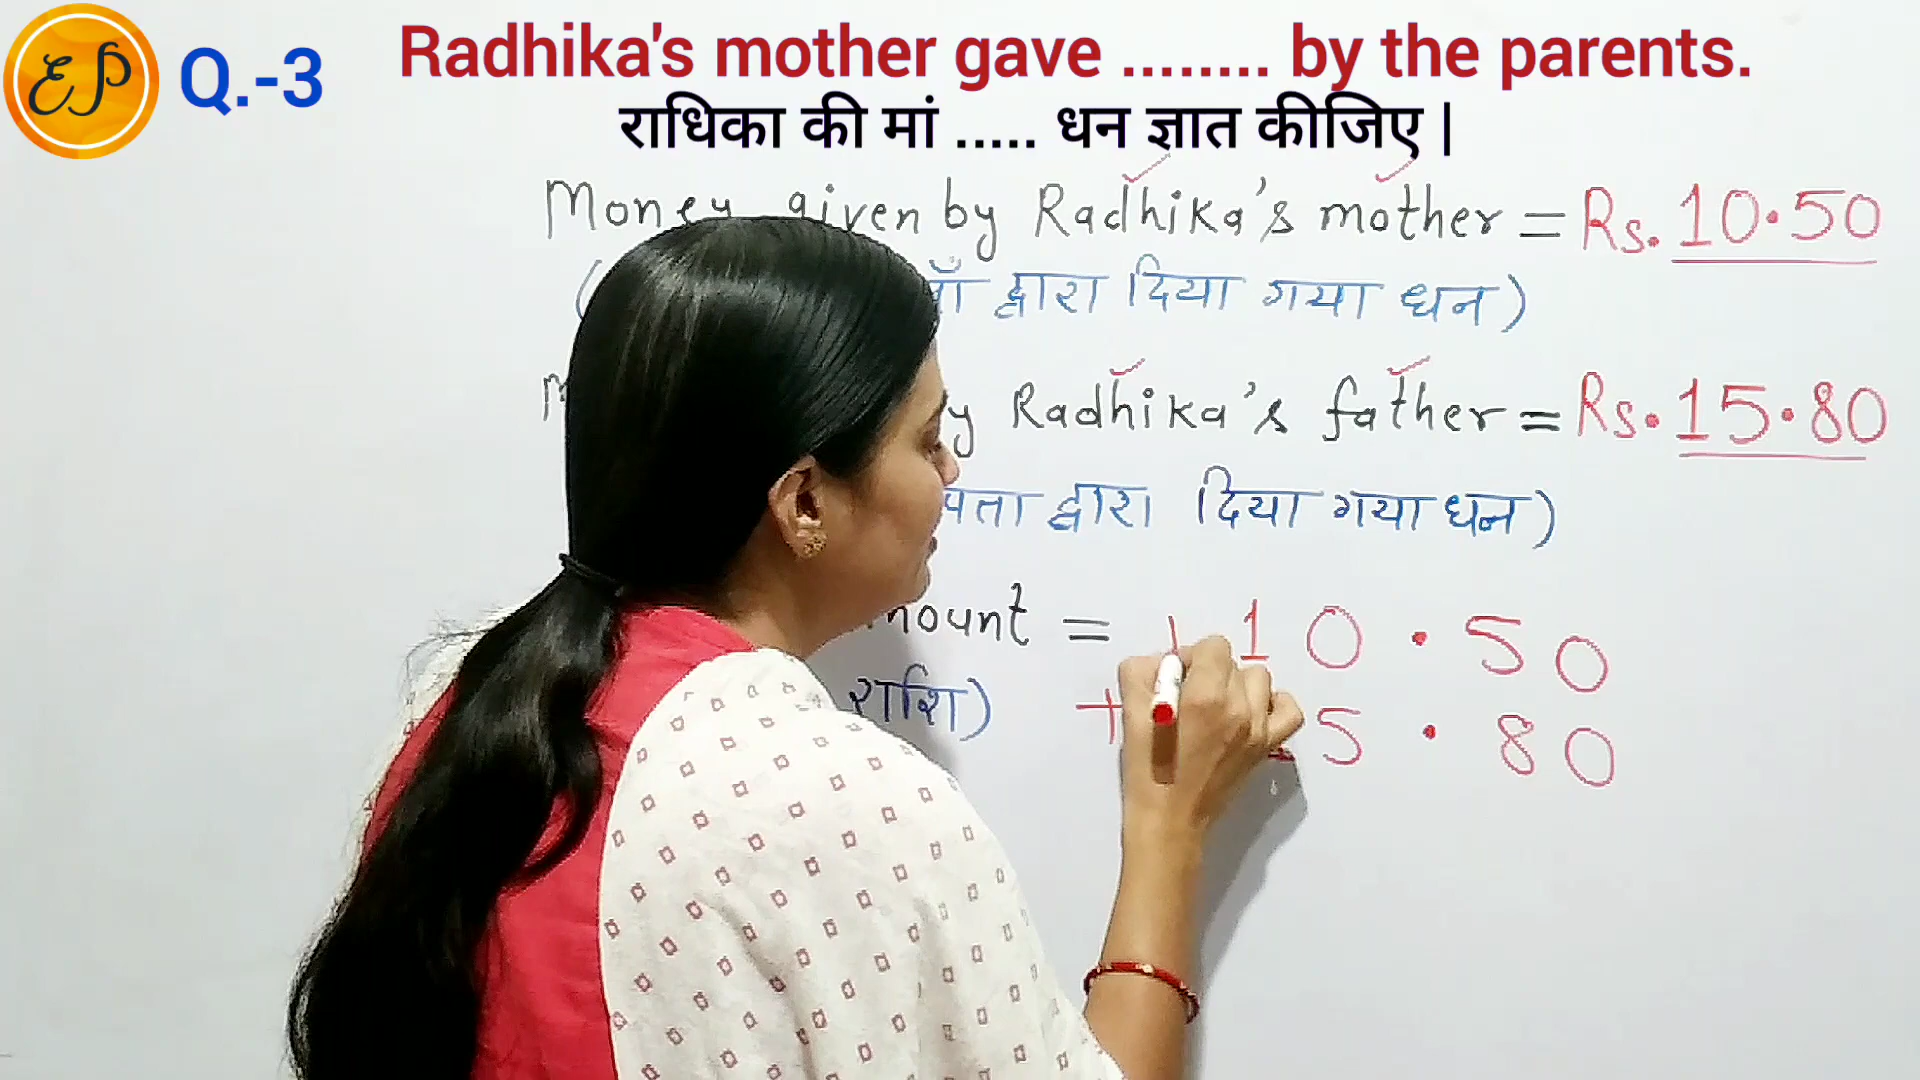 EP Q.-3 Radhika's mother gave ........ by the parents.
राधिका की मां ..... धन ज्ञात कीजिए |
Money given by Radhika's mother = Rs. 10.50
द्वारा दिया गया धन)
Radhika's father = Rs. 15.80
द्वारा दिया गया धन)
= 10.50
राशि) + 5.80